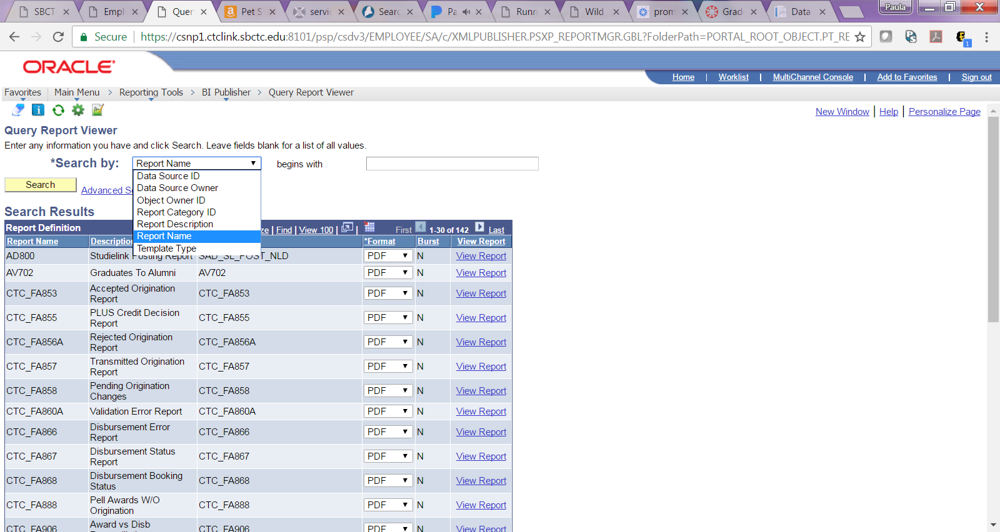 SBCT
Empl
Quer
Pet S
servic
Searc
Pa
Runn
Wild
prom
Grad
Data
Paula
Secure https://csnp1.ctclink.sbctc.edu:8101/psp/csdv3/EMPLOYEE/SA/c/XMLPUBLISHER.PSXP_REPORTMGR.GBL?FolderPath=PORTAL_ROOT_OBJECT.PT_RE
1
ORACLE
Home | Worklist | MultiChannel Console | Add to Favorites | Sign out
Favorites Main Menu > Reporting Tools > BI Publisher > Query Report Viewer
New Window | Help | Personalize Page
Query Report Viewer
Enter any information you have and click Search. Leave fields blank for a list of all values.
*Search by: Report Name begins with
Data Source ID
Data Source Owner
Object Owner ID
Report Category ID
Report Description
Report Name
Template Type
Search Advanced S
Search Results
Report Definition ze | Find | View 100 | | First 1-30 of 142 Last
Report Name Description *Format Burst View Report
AD800 Studielink Posting Report SAD_SL_POST_NLD PDF N View Report
AV702 Graduates To Alumni AV702 PDF N View Report
CTC_FA853 Accepted Origination Report CTC_FA853 PDF N View Report
CTC_FA855 PLUS Credit Decision Report CTC_FA855 PDF N View Report
CTC_FA856A Rejected Origination Report CTC_FA856A PDF N View Report
CTC_FA857 Transmitted Origination Report CTC_FA857 PDF N View Report
CTC_FA858 Pending Origination Changes CTC_FA858 PDF N View Report
CTC_FA860A Validation Error Report CTC_FA860A PDF N View Report
CTC_FA866 Disbursement Error Report CTC_FA866 PDF N View Report
CTC_FA867 Disbursement Status Report CTC_FA867 PDF N View Report
CTC_FA868 Disbursement Booking Status CTC_FA868 PDF N View Report
CTC_FA888 Pell Awards W/O Origination CTC_FA888 PDF N View Report
CTC_FA906 Award vs Disb CTC_FA906 PDF N View Report